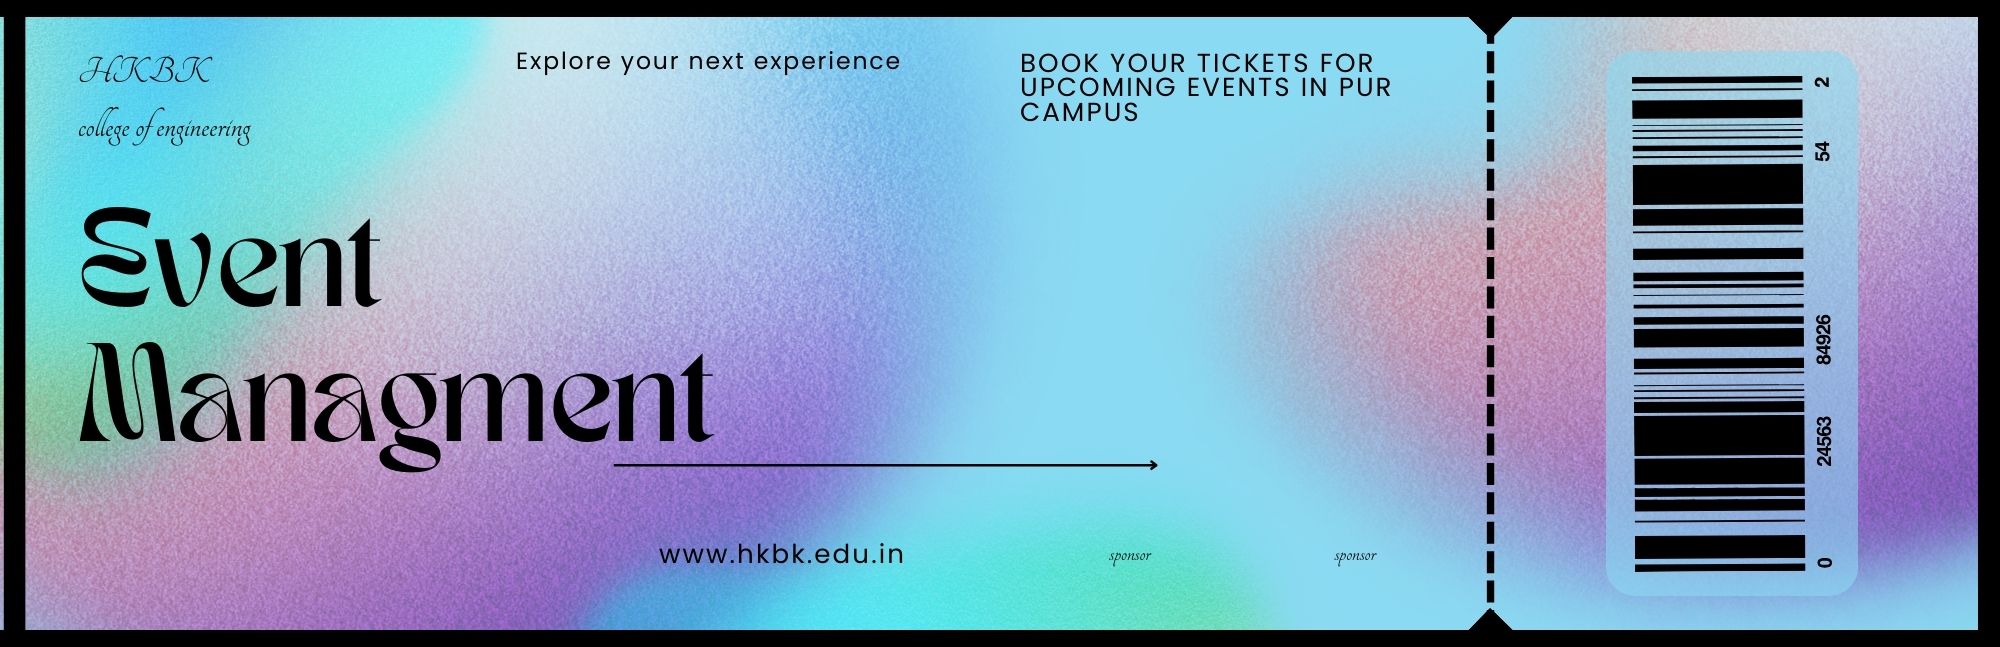 HKBK
college of engineering
Explore your next experience
BOOK YOUR TICKETS FOR
UPCOMING EVENTS IN PUR
CAMPUS
Event
Managment
www.hkbk.edu.in
sponsor
sponsor
0 24563 84926 54 2